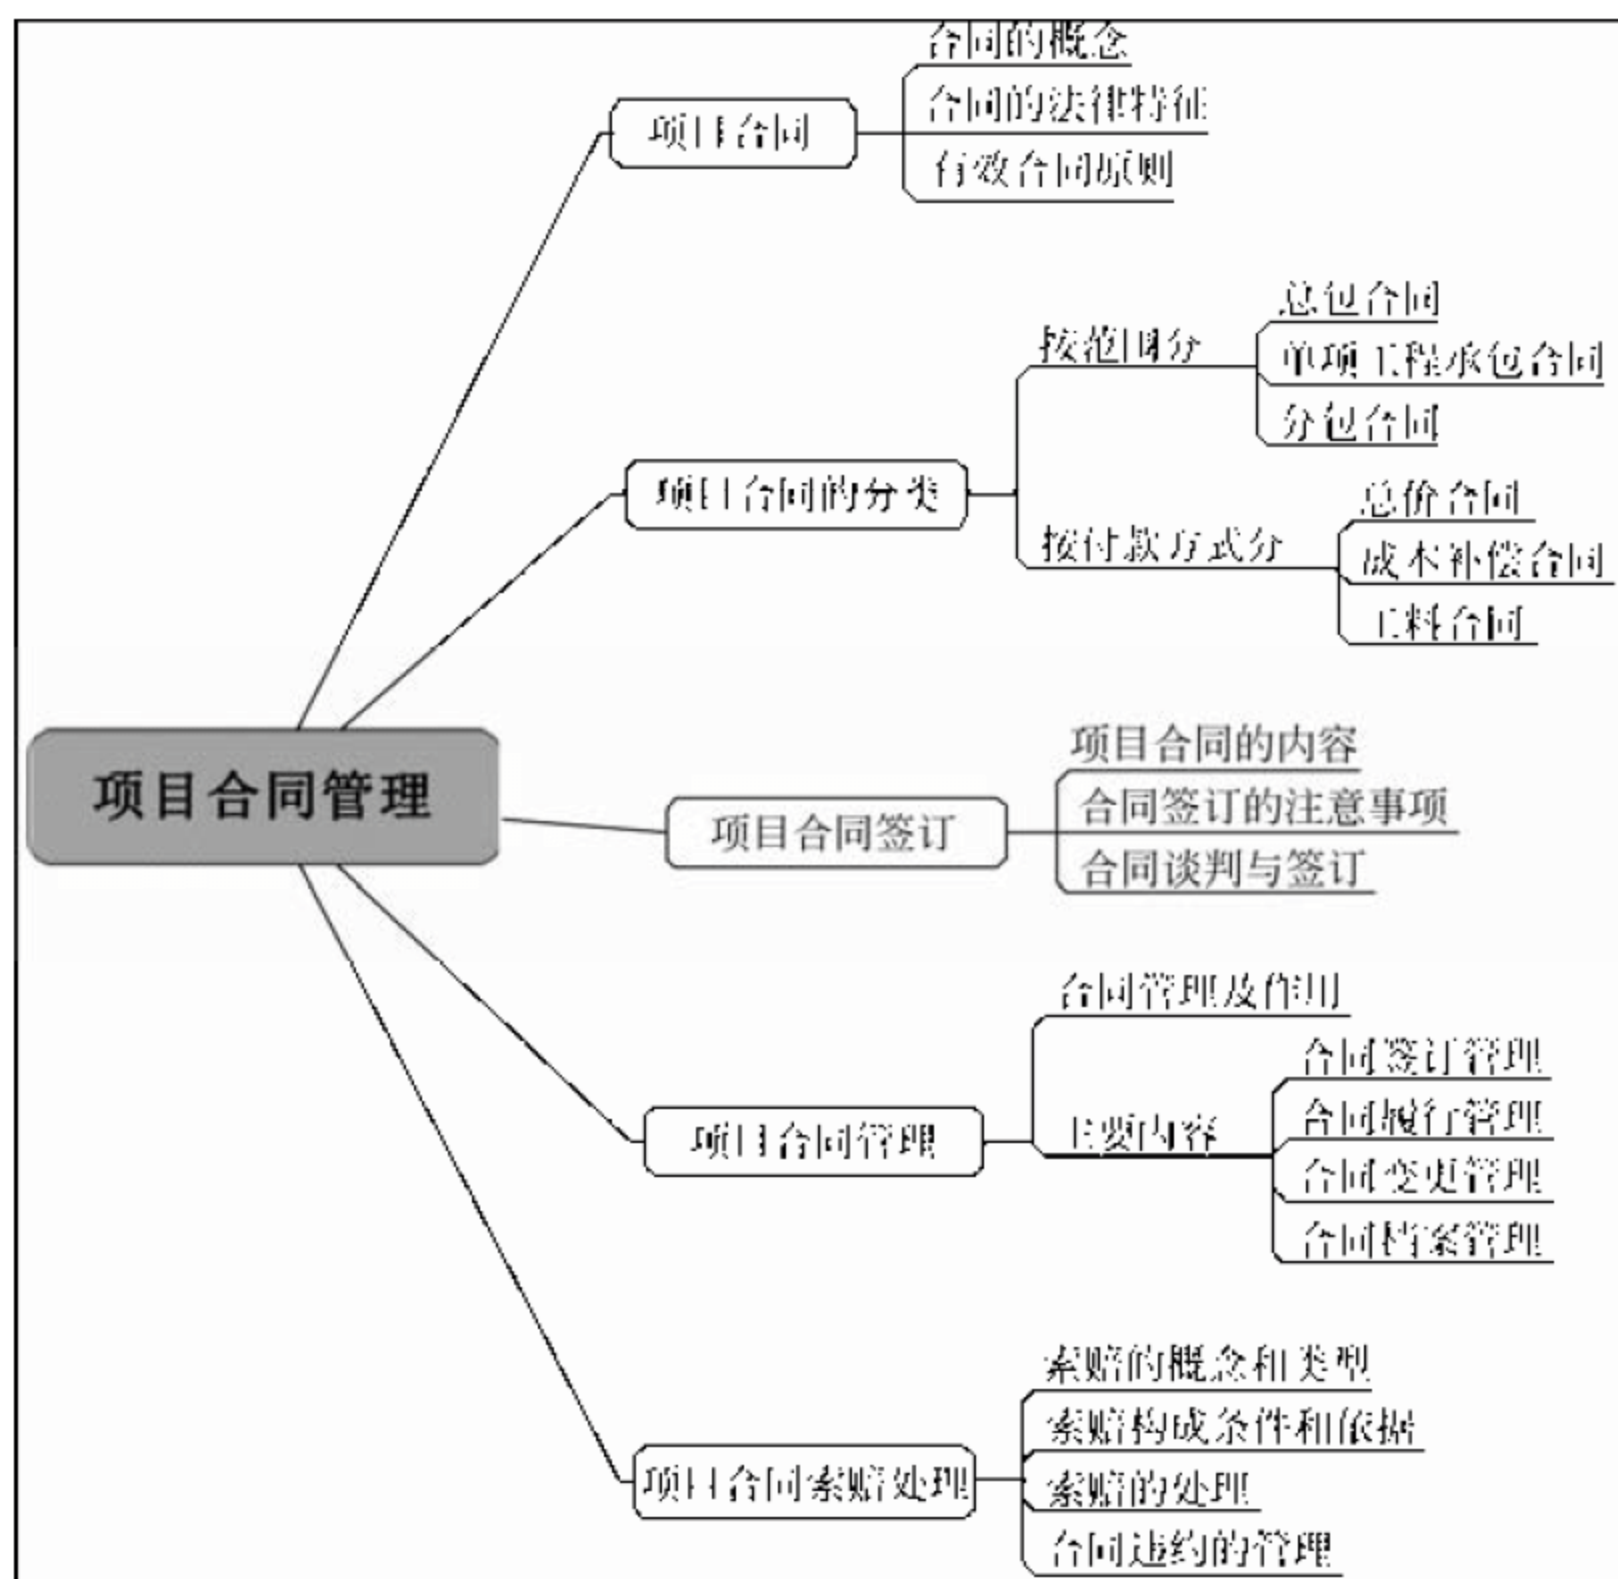 项目合同管理
项目合同
合同的概念
合同的法律特征
有效合同原则
项目合同的分类
按范围分
总包合同
单项工程承包合同
分包合同
按付款方式分
总价合同
成本补偿合同
工料合同
项目合同签订
项目合同的内容
合同签订的注意事项
合同谈判与签订
项目合同管理
合同管理及作用
主要内容
合同签订管理
合同履行管理
合同变更管理
合同档案管理
项目合同索赔处理
索赔的概念和类型
索赔构成条件和依据
索赔的处理
合同违约的管理